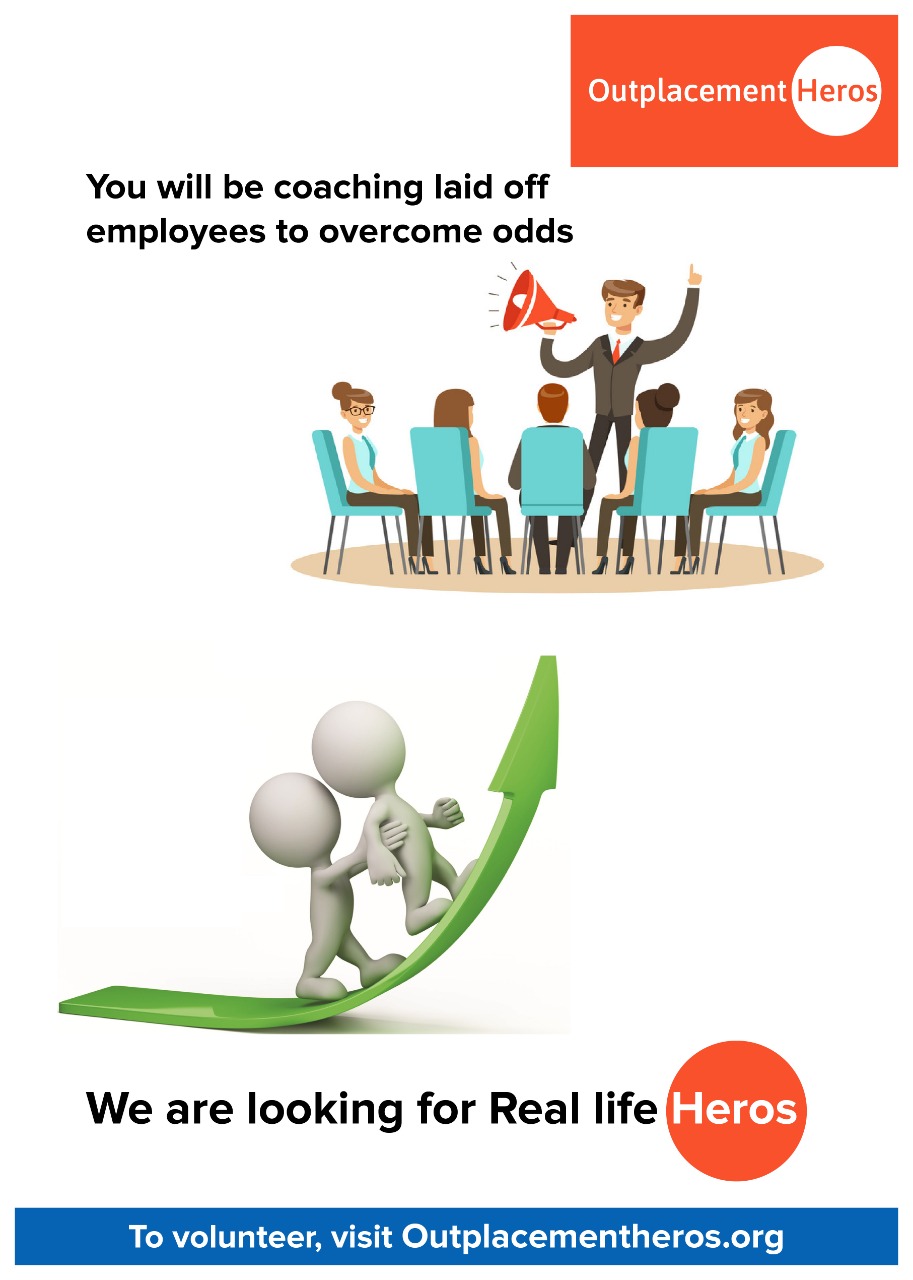 Outplacement Heros
You will be coaching laid off
employees to overcome odds
We are looking for Real life Heros
To volunteer, visit Outplacementheros.org